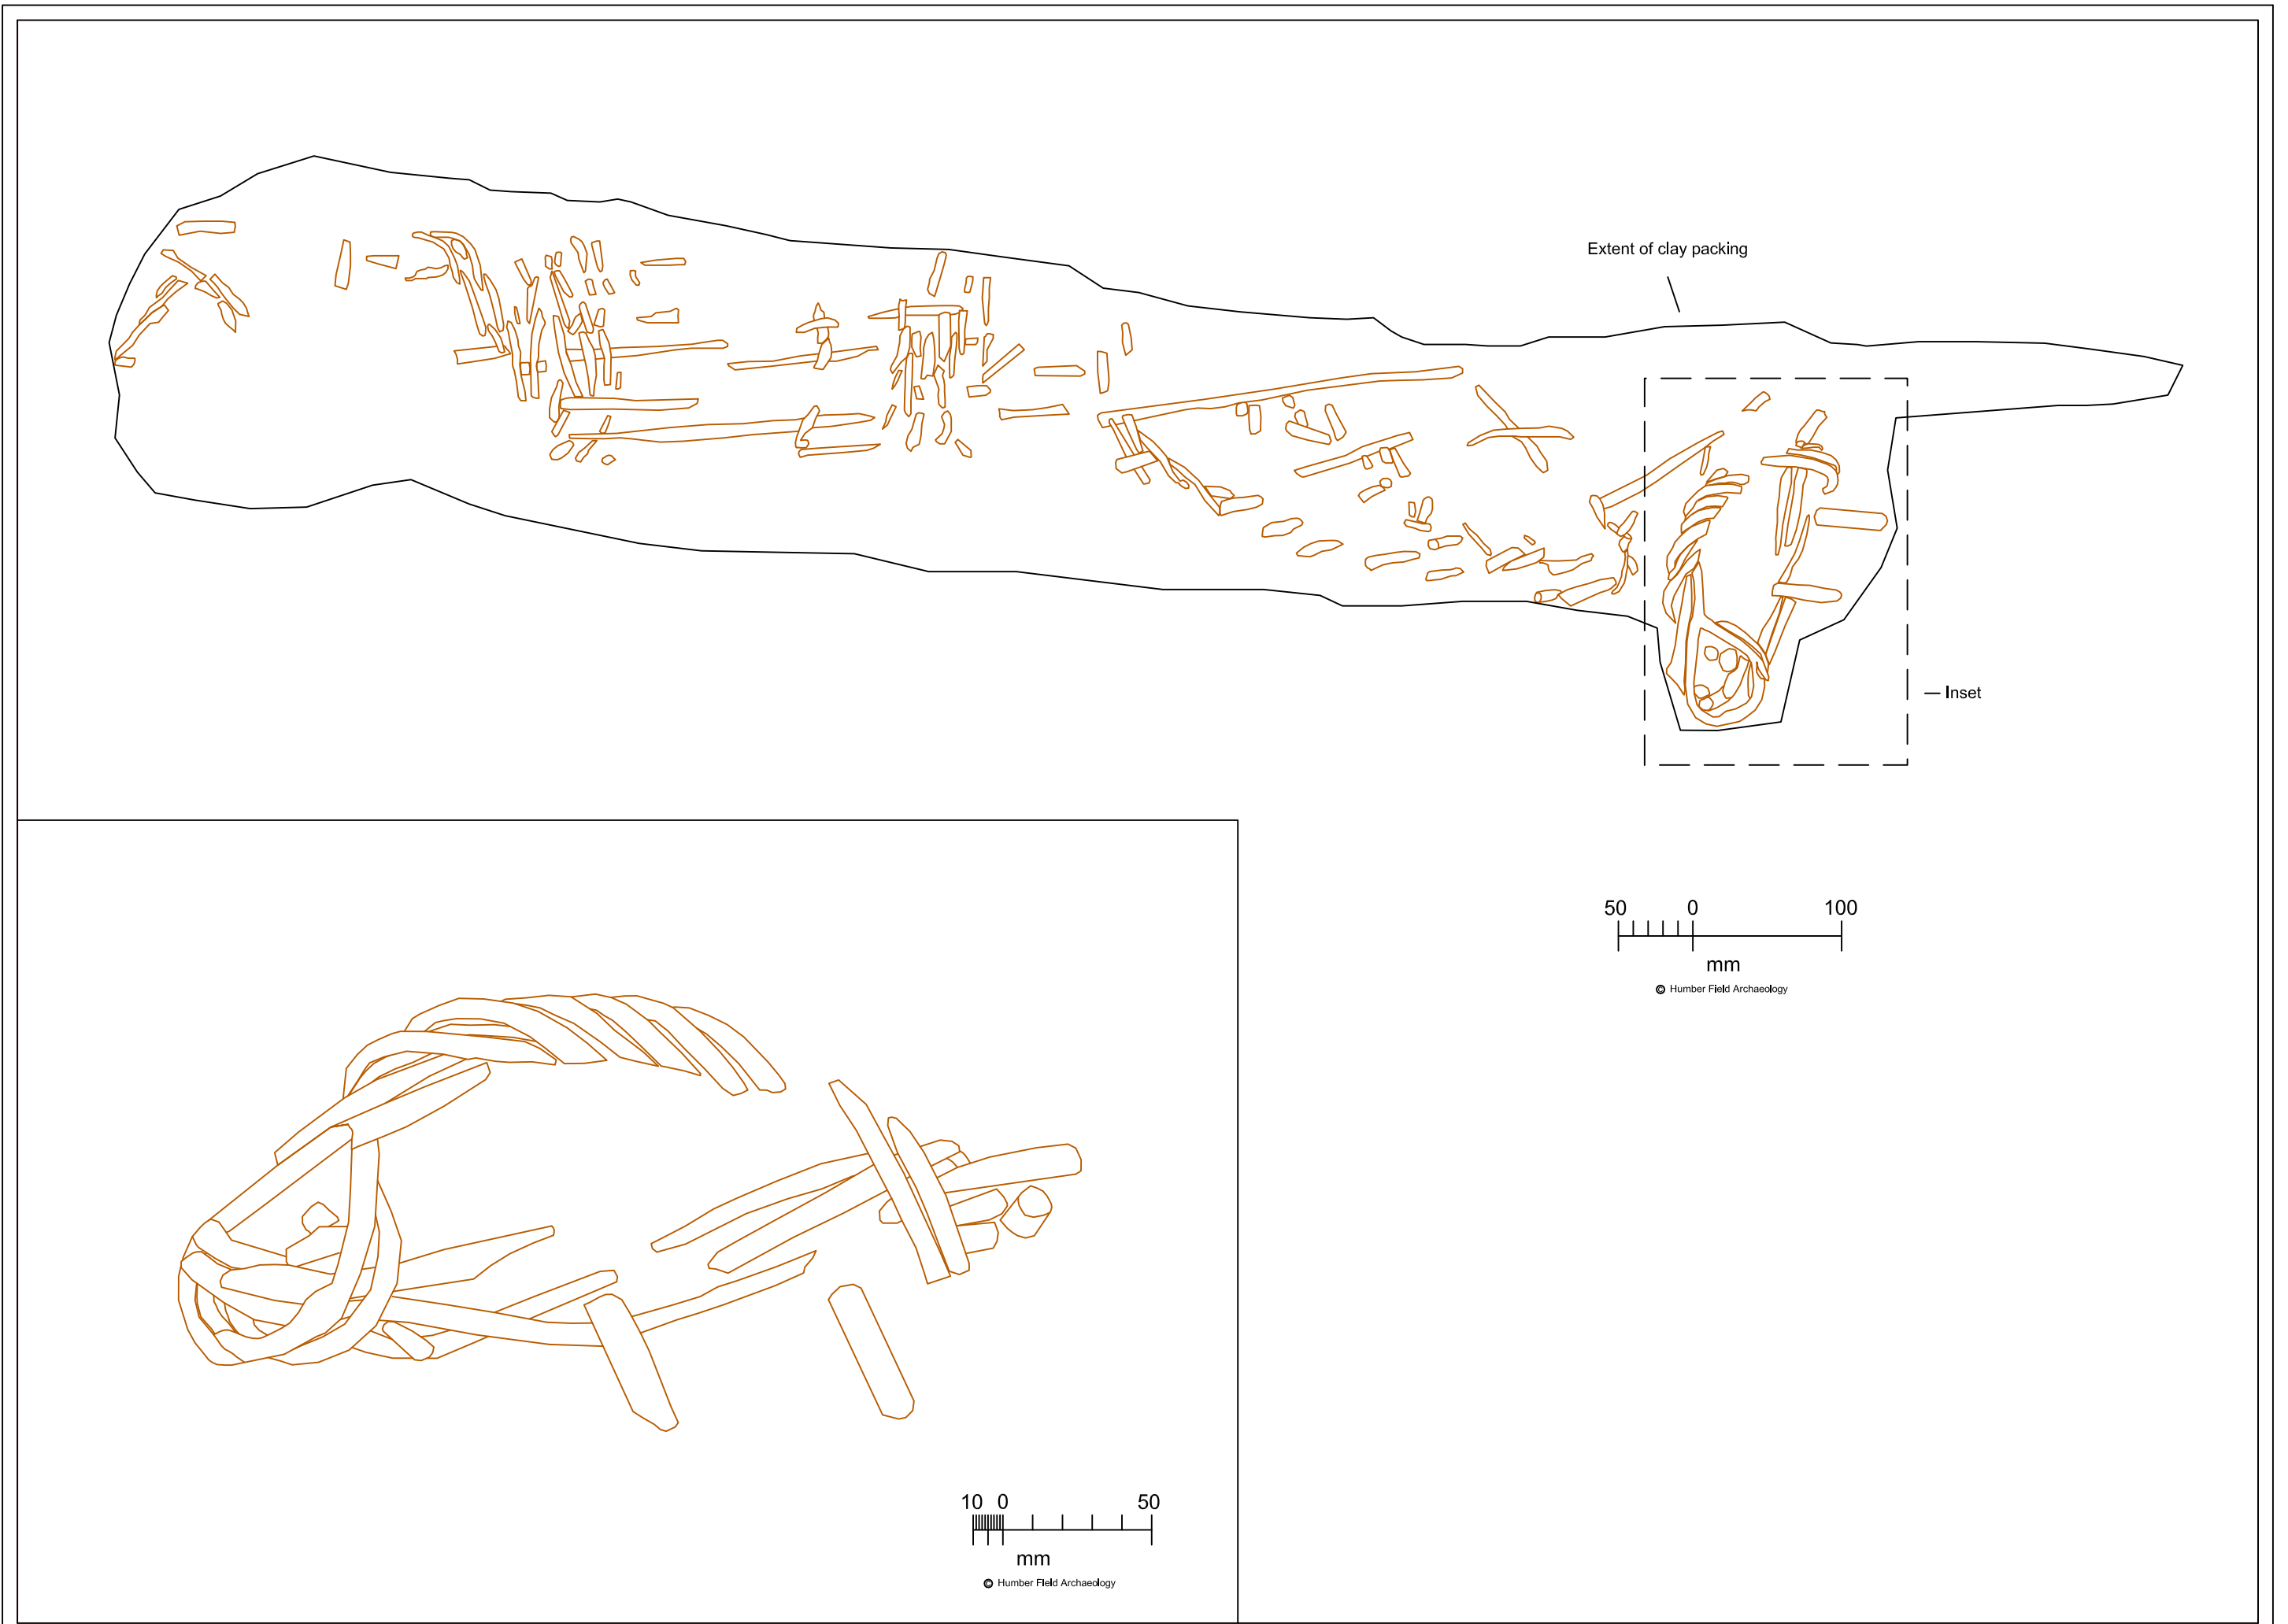 Extent of clay packing
Inset
50 0 100
mm
© Humber Field Archaeology
10 0 50
mm
© Humber Field Archaeology